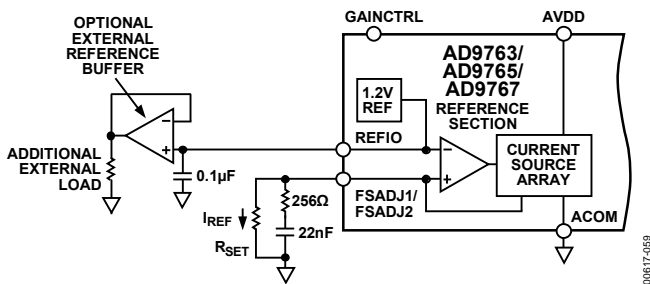 OPTIONAL
EXTERNAL
REFERENCE
BUFFER
GAINCTRL
AVDD
AD9763/
AD9765/
AD9767
REFERENCE
SECTION
1.2V
REF
–
+
REFIO
–
+
CURRENT
SOURCE
ARRAY
ADDITIONAL
EXTERNAL
LOAD
0.1µF
256Ω
FSADJ1/
FSADJ2
IREF
22nF
RSET
ACOM
00617-059